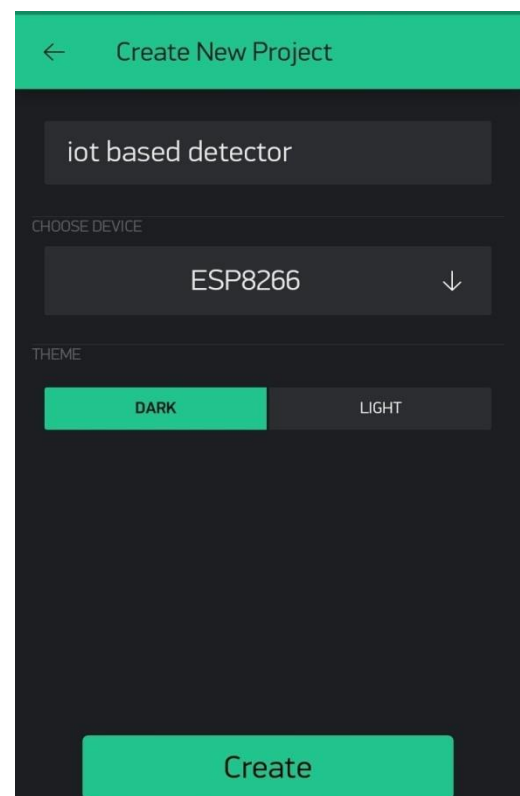 Create New Project
iot based detector
CHOOSE DEVICE
ESP8266
THEME
DARK LIGHT
Create